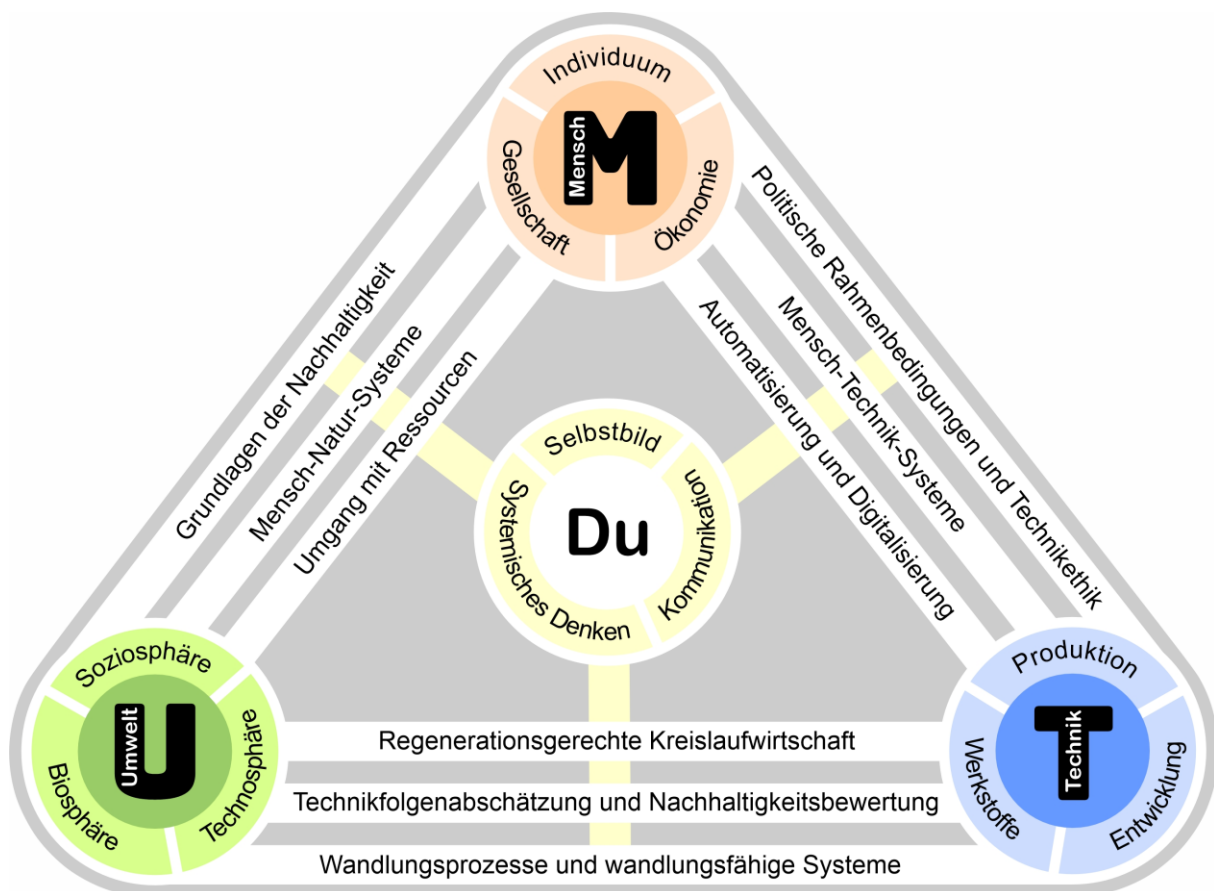 Individuum
Mensch
M
Gesellschaft
Ökonomie
Grundlagen der Nachhaltigkeit
Mensch-Natur-Systeme
Umgang mit Ressourcen
Politische Rahmenbedingungen und Technikethik
Mensch-Technik-Systeme
Automatisierung und Digitalisierung
Selbstbild
Systemisches Denken
Kommunikation
Du
Soziosphäre
Umwelt
U
Biosphäre
Technosphäre
Produktion
Technik
T
Werkstoffe
Entwicklung
Regenerationsgerechte Kreislaufwirtschaft
Technikfolgenabschätzung und Nachhaltigkeitsbewertung
Wandlungsprozesse und wandlungsfähige Systeme